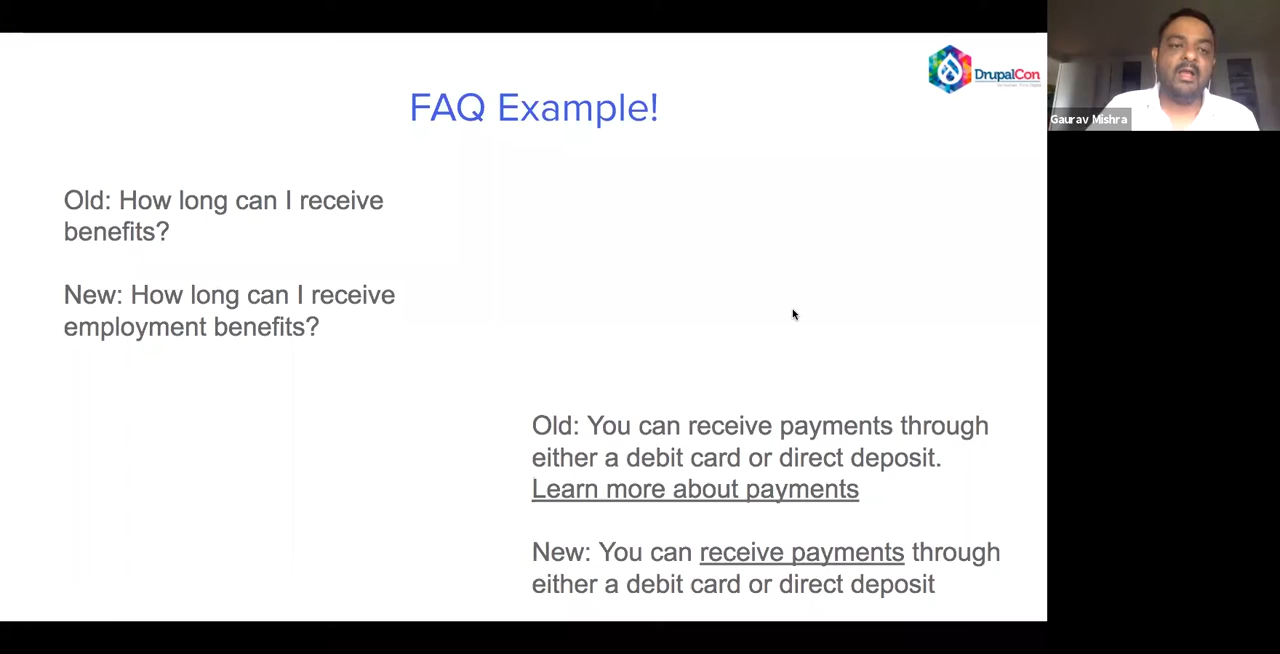 FAQ Example!
DrupalCon
Gaurav Mishra
Old: How long can I receive
benefits?
New: How long can I receive
employment benefits?
Old: You can receive payments through
either a debit card or direct deposit.
Learn more about payments
New: You can receive payments through
either a debit card or direct deposit